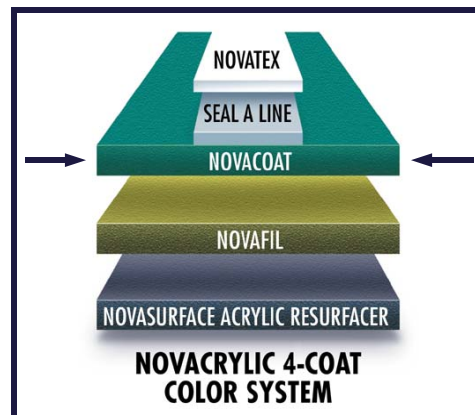 NOVATEX
SEAL A LINE
NOVACOAT
NOVAFIL
NOVASURFACE ACRYLIC RESURFACER
NOVACRYLIC 4-COAT
COLOR SYSTEM